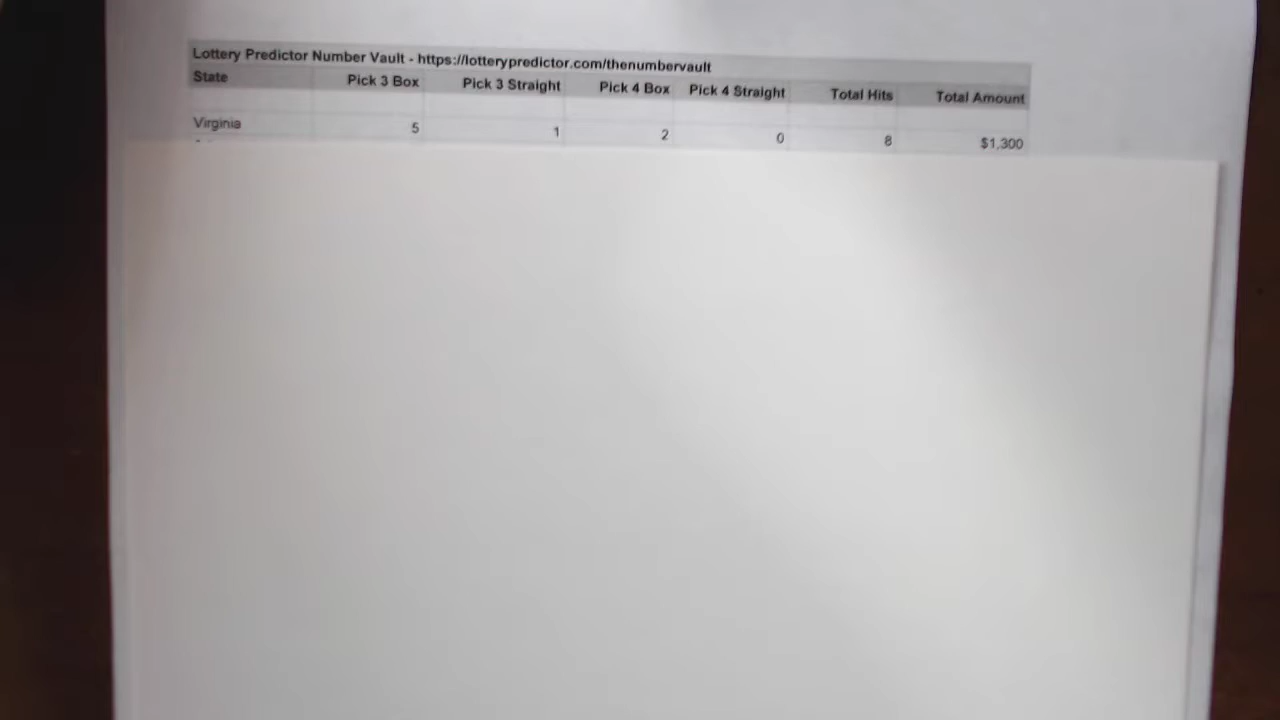 Lottery Predictor Number Vault - https://lotterypredictor.com/thenumbervault
State Pick 3 Box Pick 3 Straight Pick 4 Box Pick 4 Straight Total Hits Total Amount
Virginia 5 1 2 0 8 $1,300